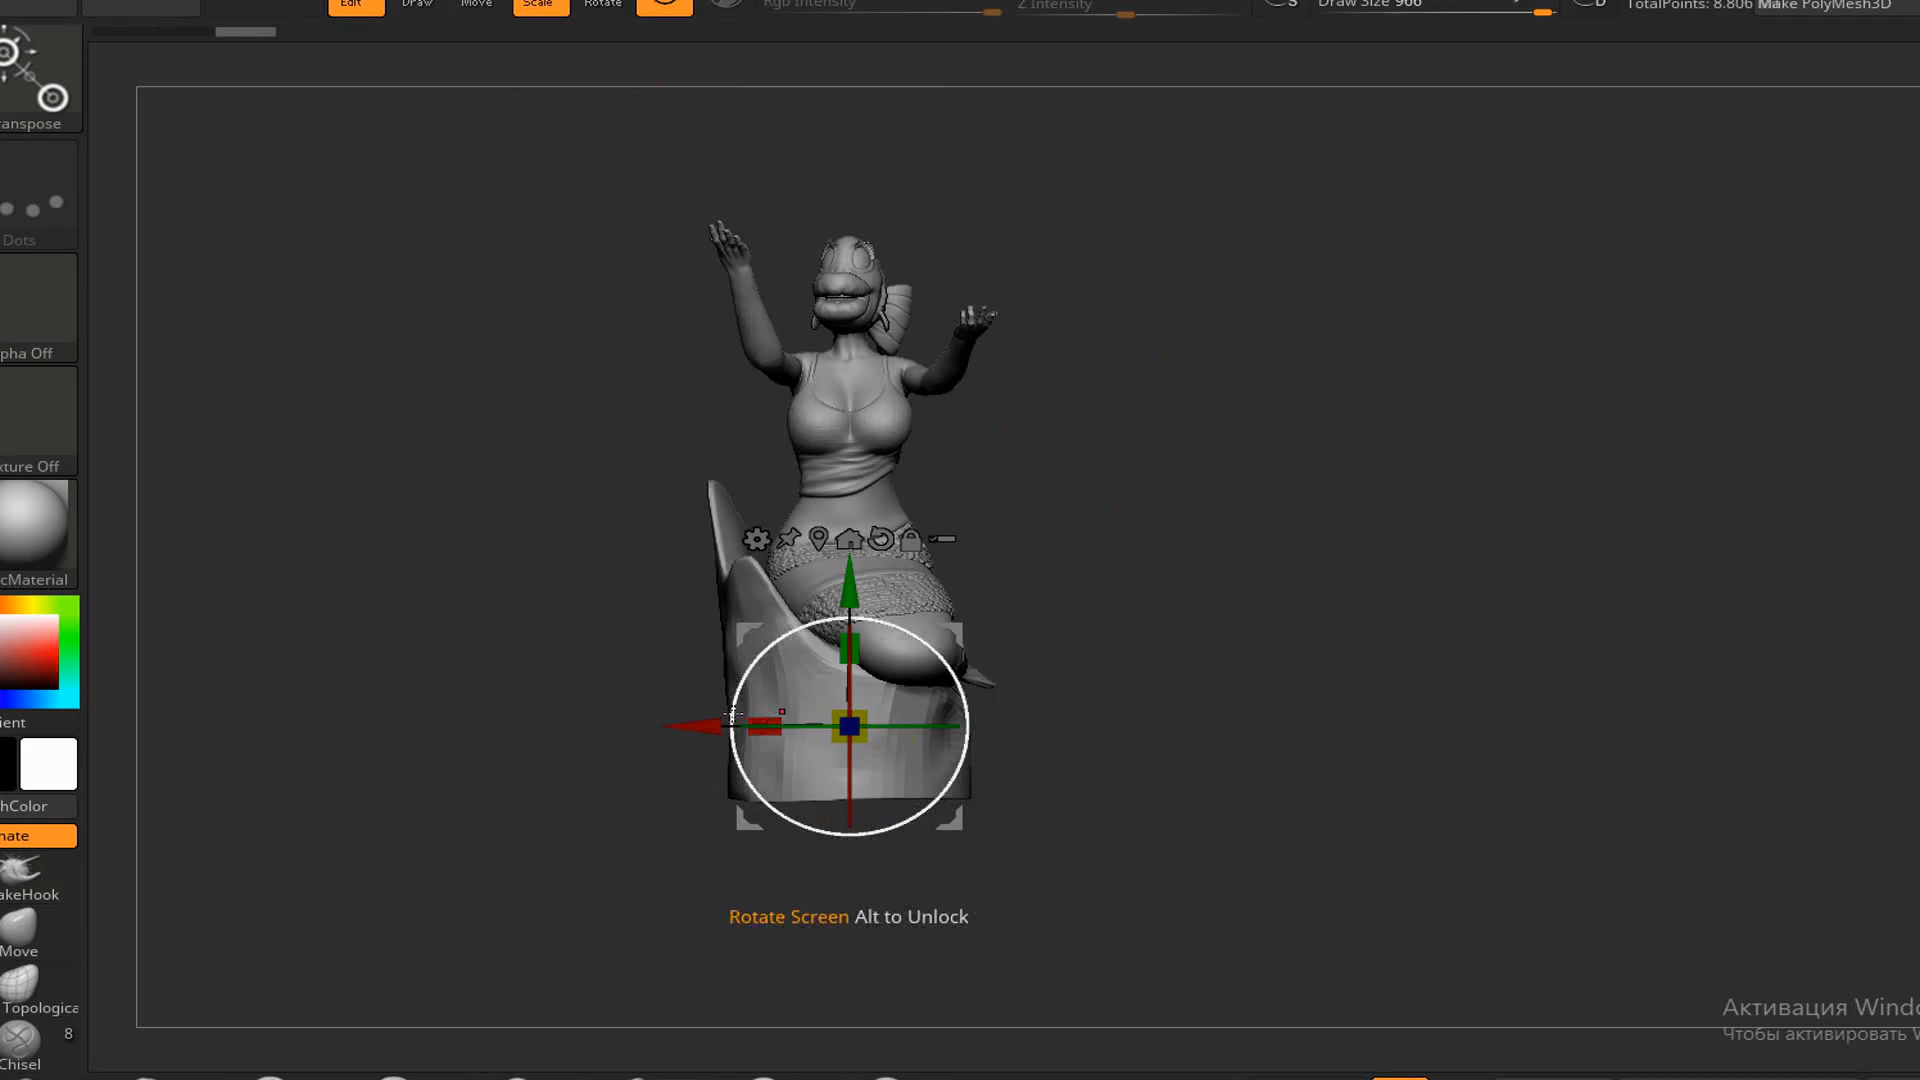 Edit Draw Move Scale Rotate Rgb Intensity Z Intensity S Draw Size 966 D TotalPoints: 8.806 Make PolyMesh3D
ranspose
Dots
pha Off
xture Off
cMaterial
ient
hColor
nate
akeHook
Move
Topologica
8
Chisel
Rotate Screen Alt to Unlock
Активация Windo
Чтобы активировать W